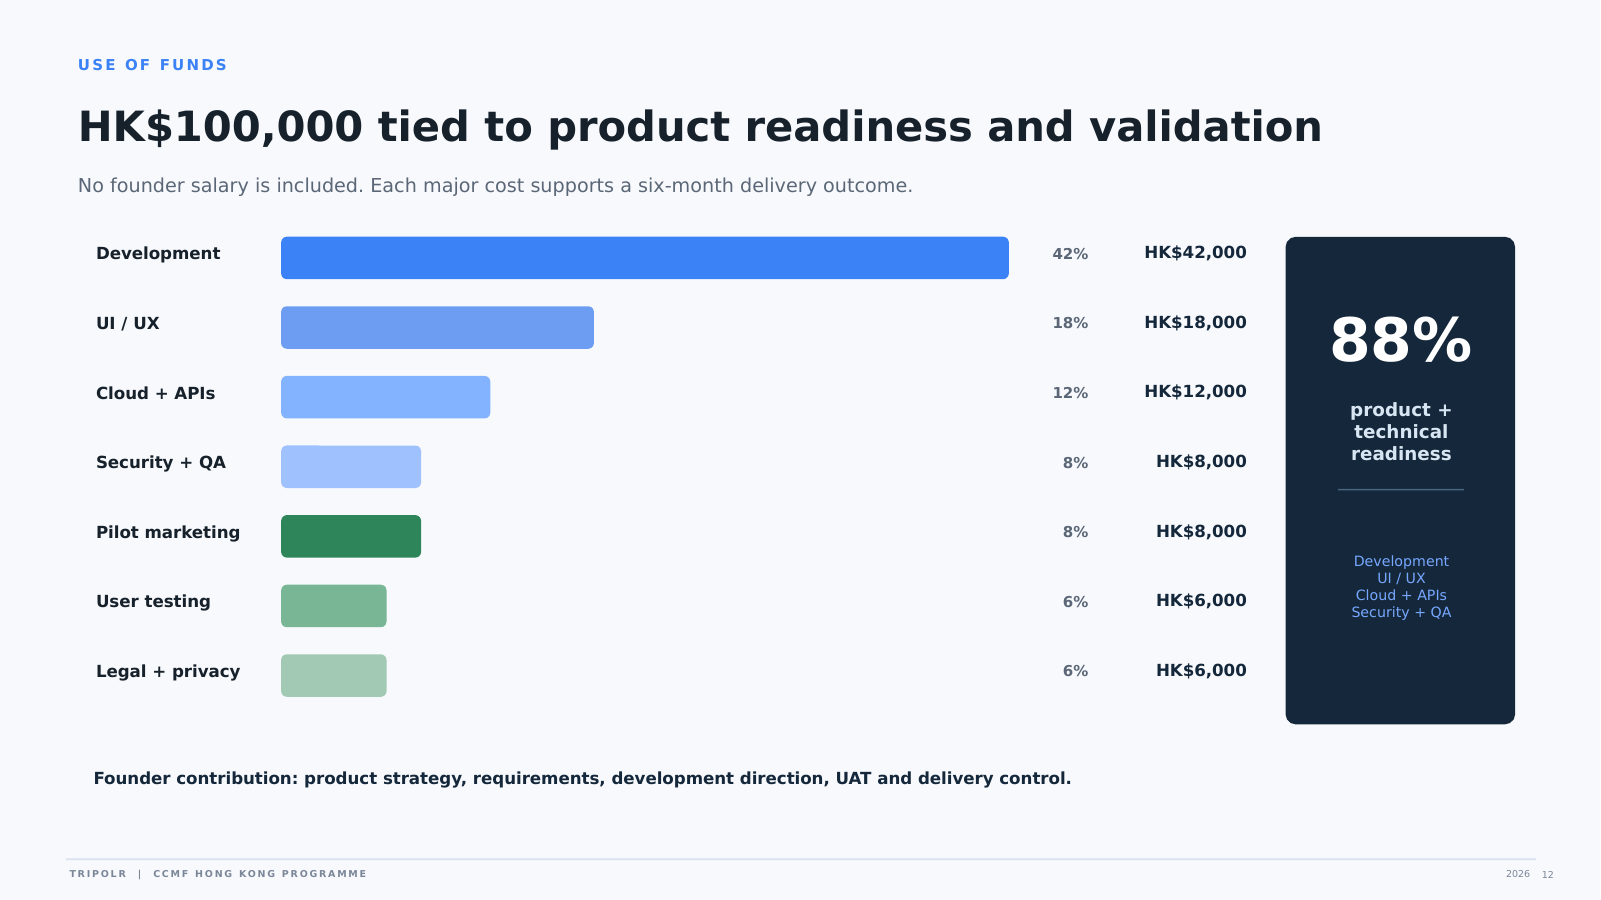 USE OF FUNDS
HK$100,000 tied to product readiness and validation
No founder salary is included. Each major cost supports a six-month delivery outcome.
Development 42% HK$42,000
UI / UX 18% HK$18,000
Cloud + APIs 12% HK$12,000
Security + QA 8% HK$8,000
Pilot marketing 8% HK$8,000
User testing 6% HK$6,000
Legal + privacy 6% HK$6,000
88%
product +
technical
readiness
Development
UI / UX
Cloud + APIs
Security + QA
Founder contribution: product strategy, requirements, development direction, UAT and delivery control.
TRIPOLR | CCMF HONG KONG PROGRAMME 2026 12